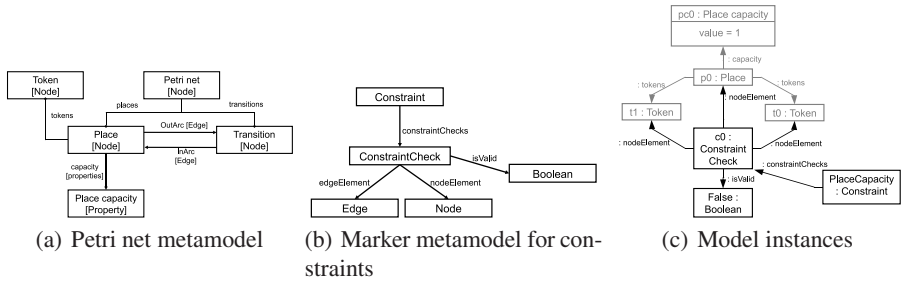 Token
[Node]
Petri net
[Node]
places
transitions
tokens
Place
[Node]
OutArc [Edge]
Transition
[Node]
InArc
[Edge]
capacity
[properties]
Place capacity
[Property]
(a) Petri net metamodel
Constraint
constraintChecks
ConstraintCheck
isValid
Boolean
edgeElement
nodeElement
Edge
Node
(b) Marker metamodel for con-
straints
pc0 : Place capacity
value = 1
: capacity
p0 : Place
: tokens
: tokens
: nodeElement
t1 : Token
t0 : Token
: nodeElement
c0 :
Constraint
Check
: nodeElement
: constraintChecks
: isValid
PlaceCapacity
: Constraint
False :
Boolean
(c) Model instances